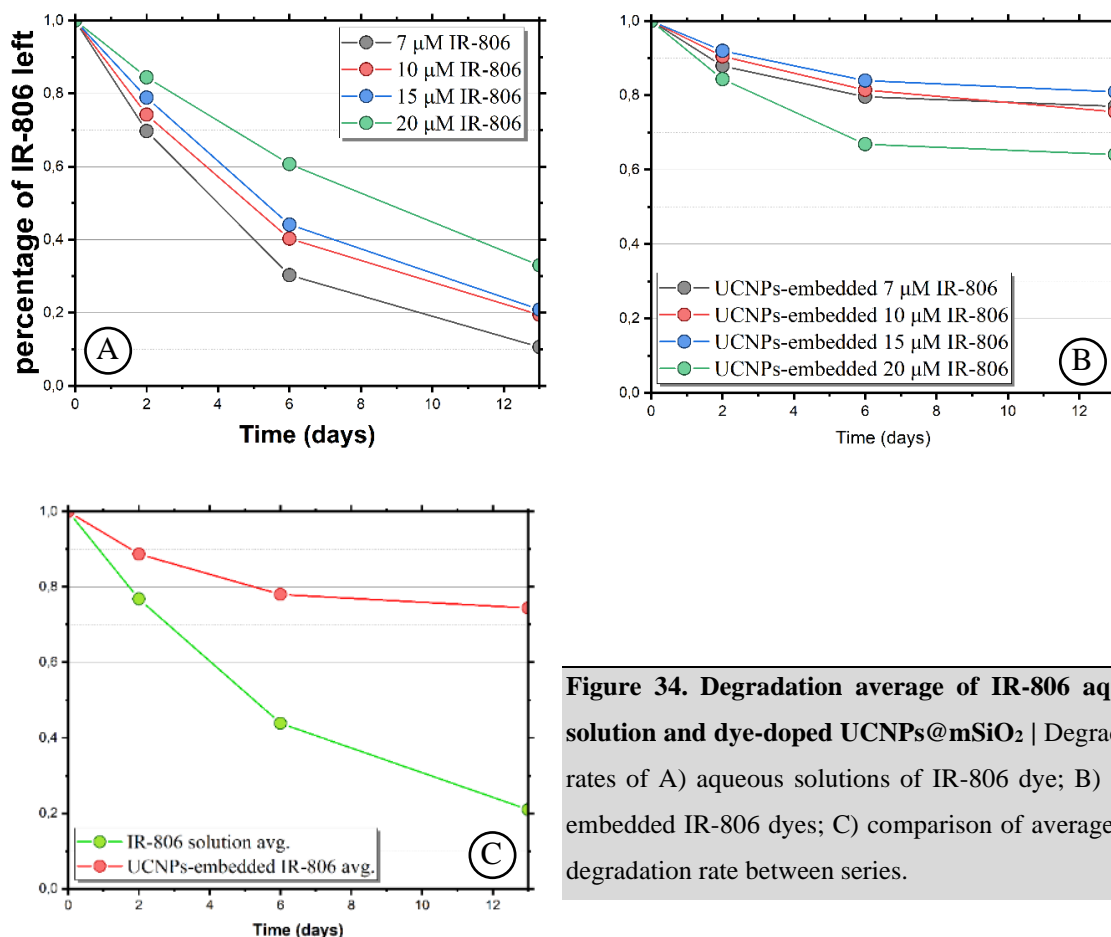 1,0
0,8
0,6
0,4
0,2
0,0
percentage of IR-806 left
7 μM IR-806
10 μM IR-806
15 μM IR-806
20 μM IR-806
A
0 2 4 6 8 10 12
Time (days)
1,0
0,8
0,6
0,4
0,2
0,0
UCNPs-embedded 7 μM IR-806
UCNPs-embedded 10 μM IR-806
UCNPs-embedded 15 μM IR-806
UCNPs-embedded 20 μM IR-806
B
0 2 4 6 8 10 12
Time (days)
1,0
0,8
0,6
0,4
0,2
0,0
IR-806 solution avg.
UCNPs-embedded IR-806 avg.
C
0 2 4 6 8 10 12
Time (days)
Figure 34. Degradation average of IR-806 aq
solution and dye-doped UCNPs@mSiO₂ | Degrad
rates of A) aqueous solutions of IR-806 dye; B)
embedded IR-806 dyes; C) comparison of average
degradation rate between series.